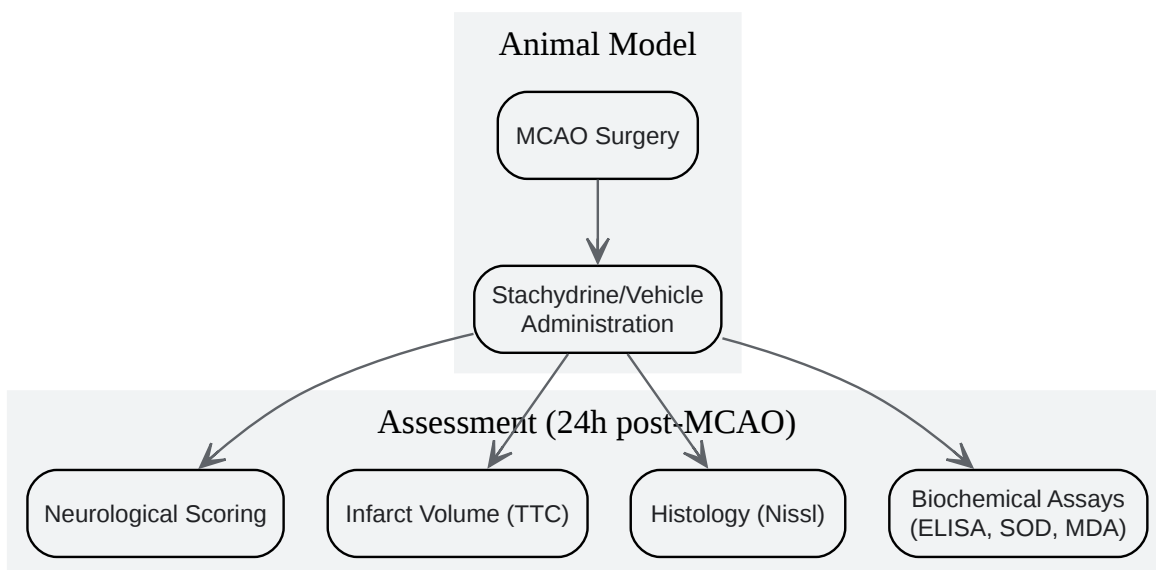 Animal Model
MCAO Surgery
Stachydrine/Vehicle
Administration
Assessment (24h post-MCAO)
Neurological Scoring
Infarct Volume (TTC)
Histology (Nissl)
Biochemical Assays
(ELISA, SOD, MDA)